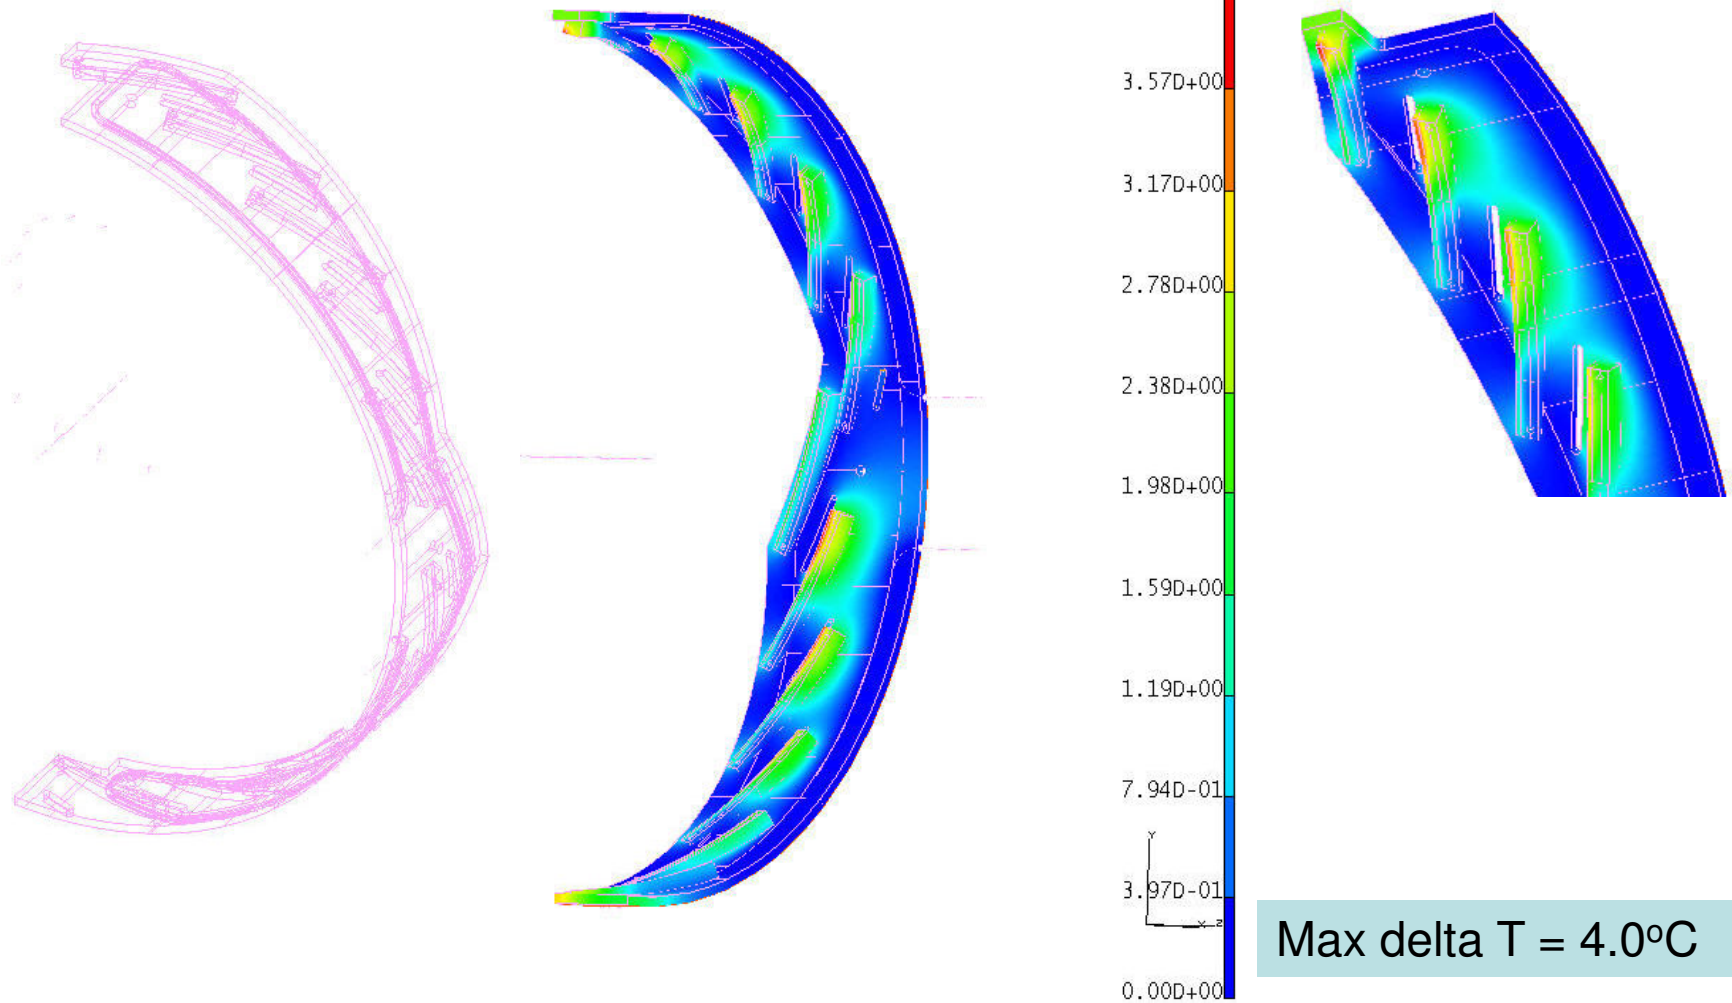 3.57D+00
3.17D+00
2.78D+00
2.38D+00
1.98D+00
1.59D+00
1.19D+00
7.94D-01
3.97D-01
0.00D+00
Y
X Z
Max delta T = 4.0ºC